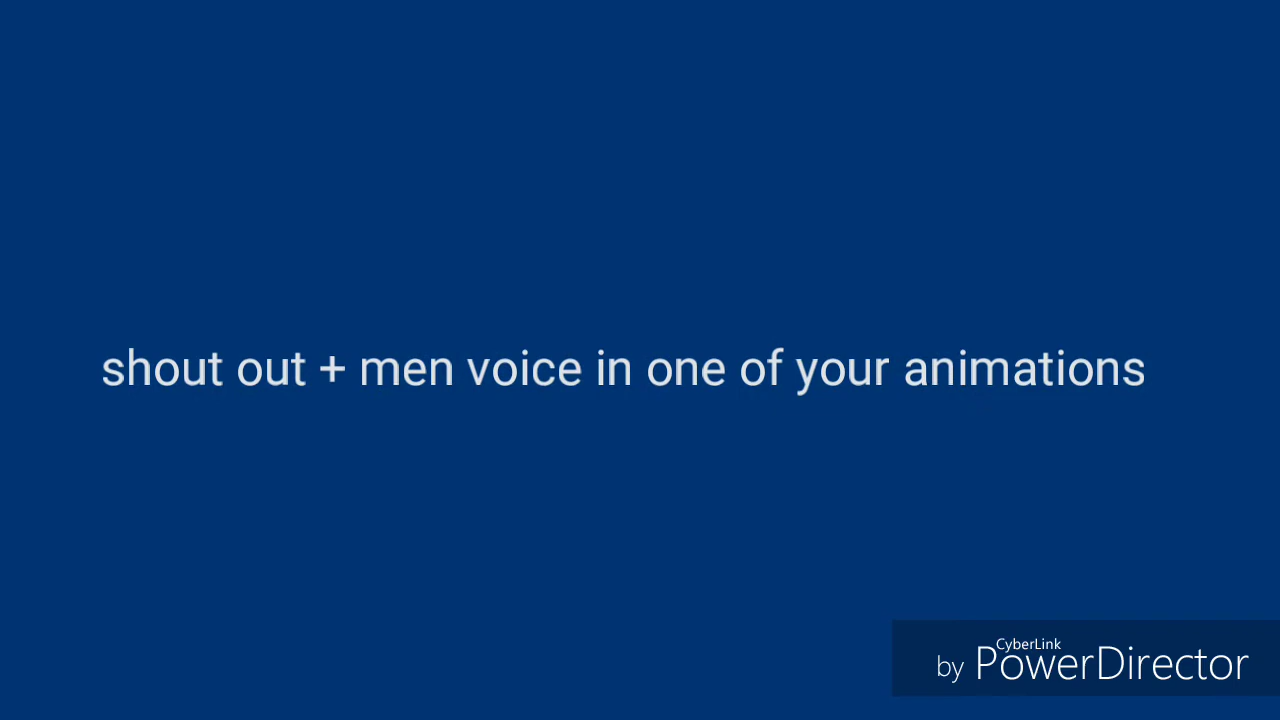 shout out + men voice in one of your animations
CyberLink
by PowerDirector